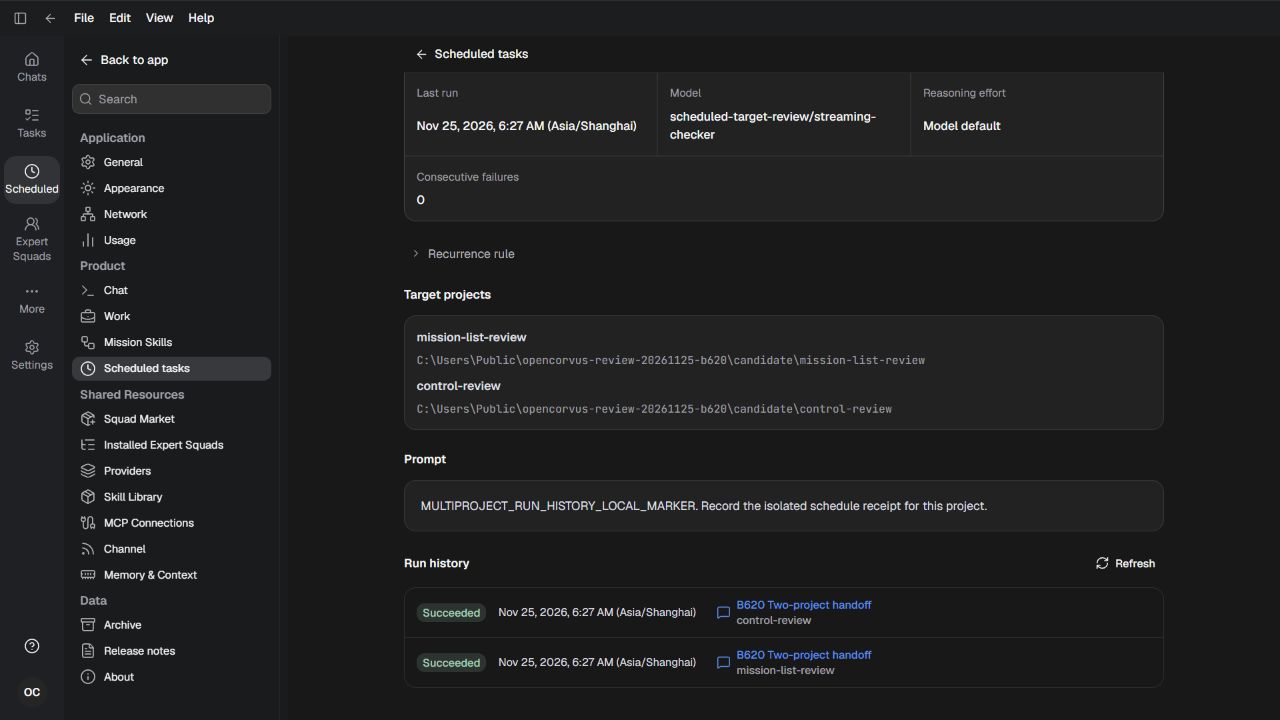 File Edit View Help
Chats
Tasks
Scheduled
Expert
Squads
More
Settings
OC
Back to app
Search
Application
General
Appearance
Network
Usage
Product
Chat
Work
Mission Skills
Scheduled tasks
Shared Resources
Squad Market
Installed Expert Squads
Providers
Skill Library
MCP Connections
Channel
Memory & Context
Data
Archive
Release notes
About
Scheduled tasks
Last run
Nov 25, 2026, 6:27 AM (Asia/Shanghai)
Model
scheduled-target-review/streaming-
checker
Reasoning effort
Model default
Consecutive failures
0
Recurrence rule
Target projects
mission-list-review
C:\Users\Public\opencorvus-review-20261125-b620\candidate\mission-list-review
control-review
C:\Users\Public\opencorvus-review-20261125-b620\candidate\control-review
Prompt
MULTIPROJECT_RUN_HISTORY_LOCAL_MARKER. Record the isolated schedule receipt for this project.
Run history
Refresh
Succeeded Nov 25, 2026, 6:27 AM (Asia/Shanghai) B620 Two-project handoff
control-review
Succeeded Nov 25, 2026, 6:27 AM (Asia/Shanghai) B620 Two-project handoff
mission-list-review